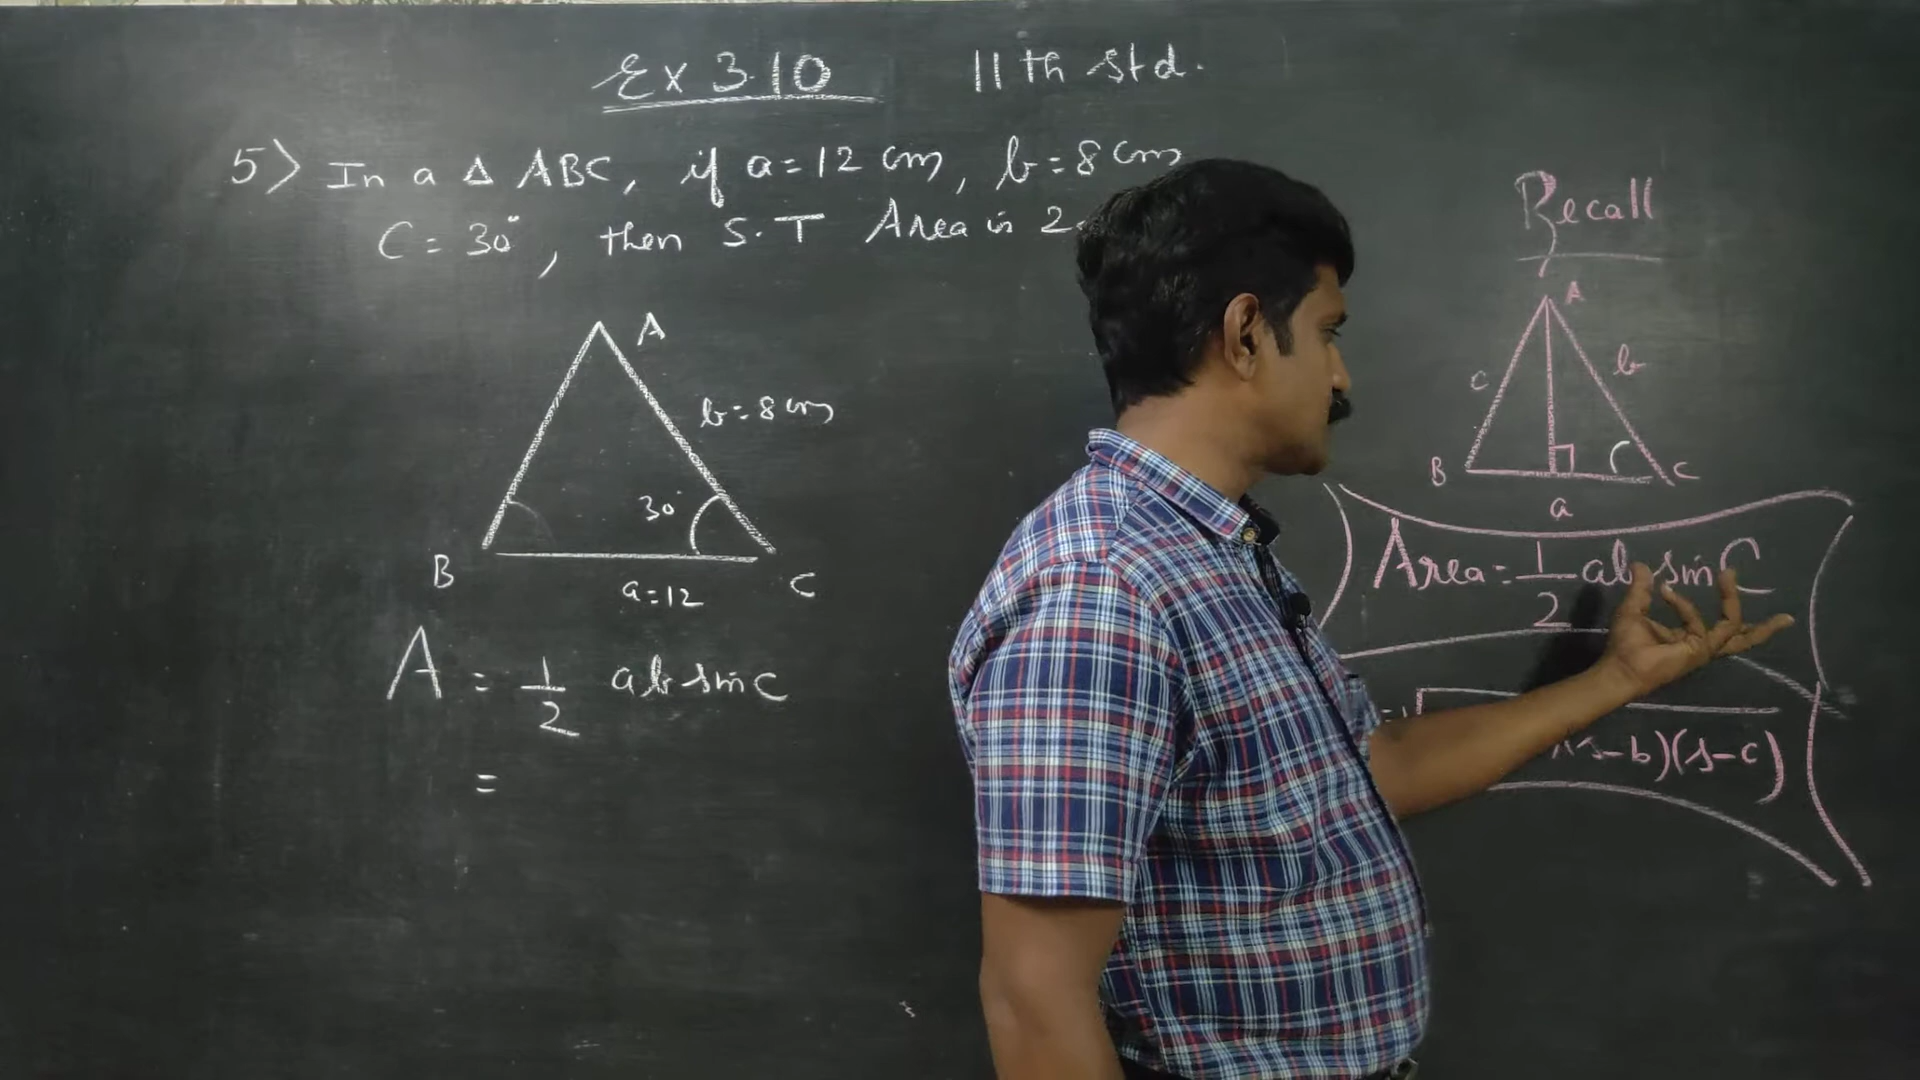 Ex 3.10 11th Std.
5) In a Δ ABC, if a=12 cm, b=8 cm
C = 30°, then S.T Area is 2
A
b=8 cm
30°
B
a=12
C
A = 1/2 ab sin C
=
Recall
A
c
b
B
C
a
Area = 1/2 ab sin C
(s-b)(s-c)